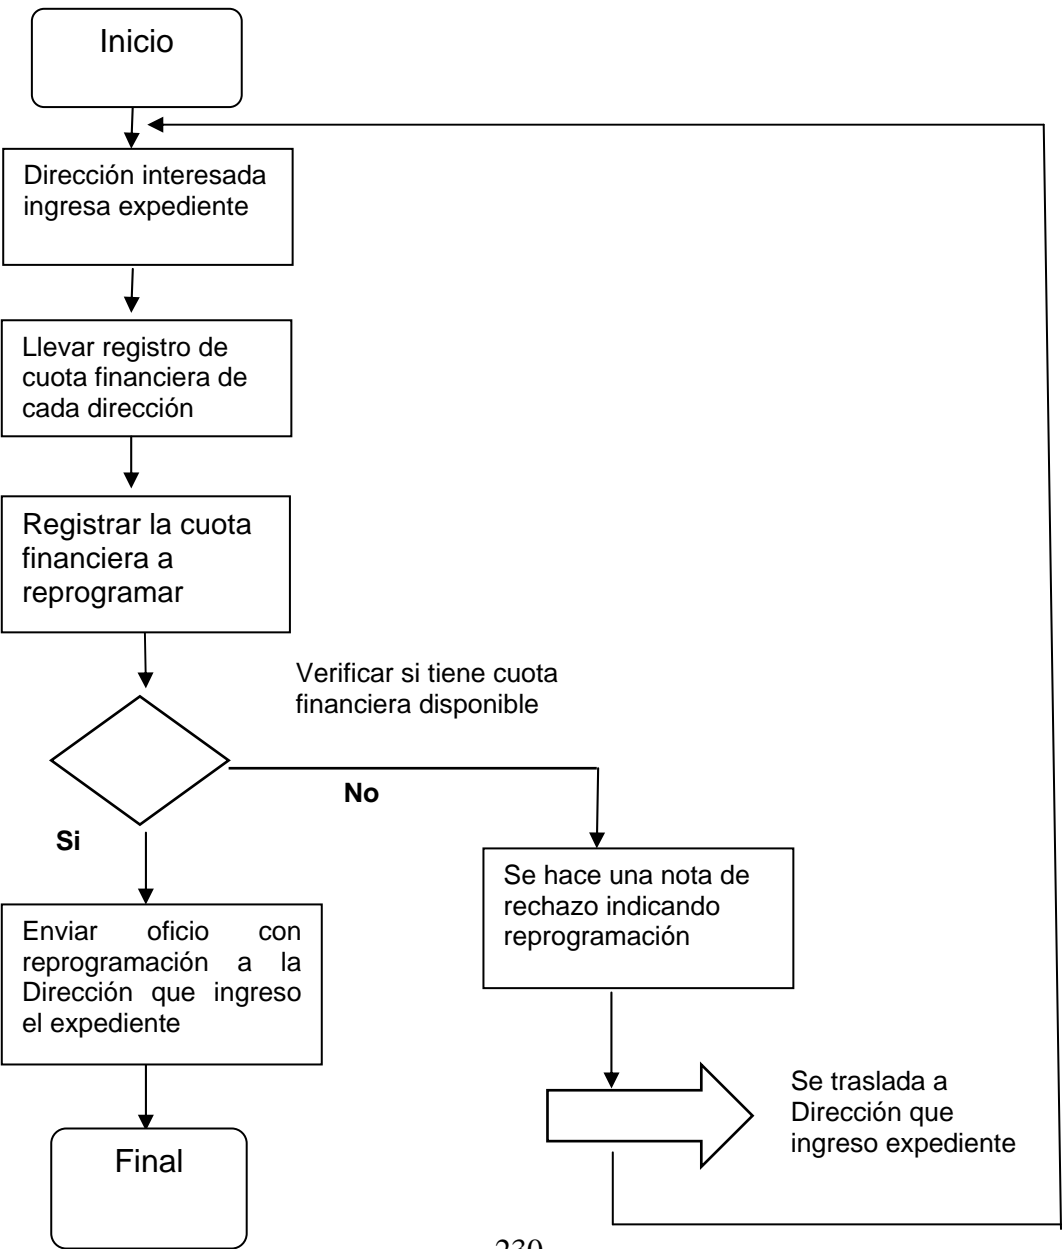 Inicio
Dirección interesada
ingresa expediente
Llevar registro de
cuota financiera de
cada dirección
Registrar la cuota
financiera a
reprogramar
Verificar si tiene cuota
financiera disponible
No
Si
Se hace una nota de
rechazo indicando
reprogramación
Enviar oficio con
reprogramación a la
Dirección que ingreso
el expediente
Se traslada a
Dirección que
ingreso expediente
Final
230